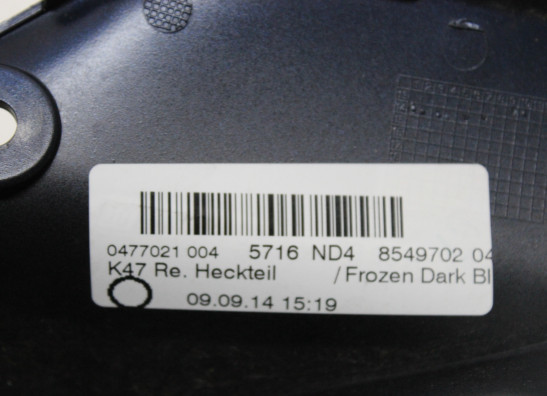 0477021 004 5716 ND4 8549702 04
K47 Re. Heckteil /Frozen Dark Bl
09.09.14 15:19